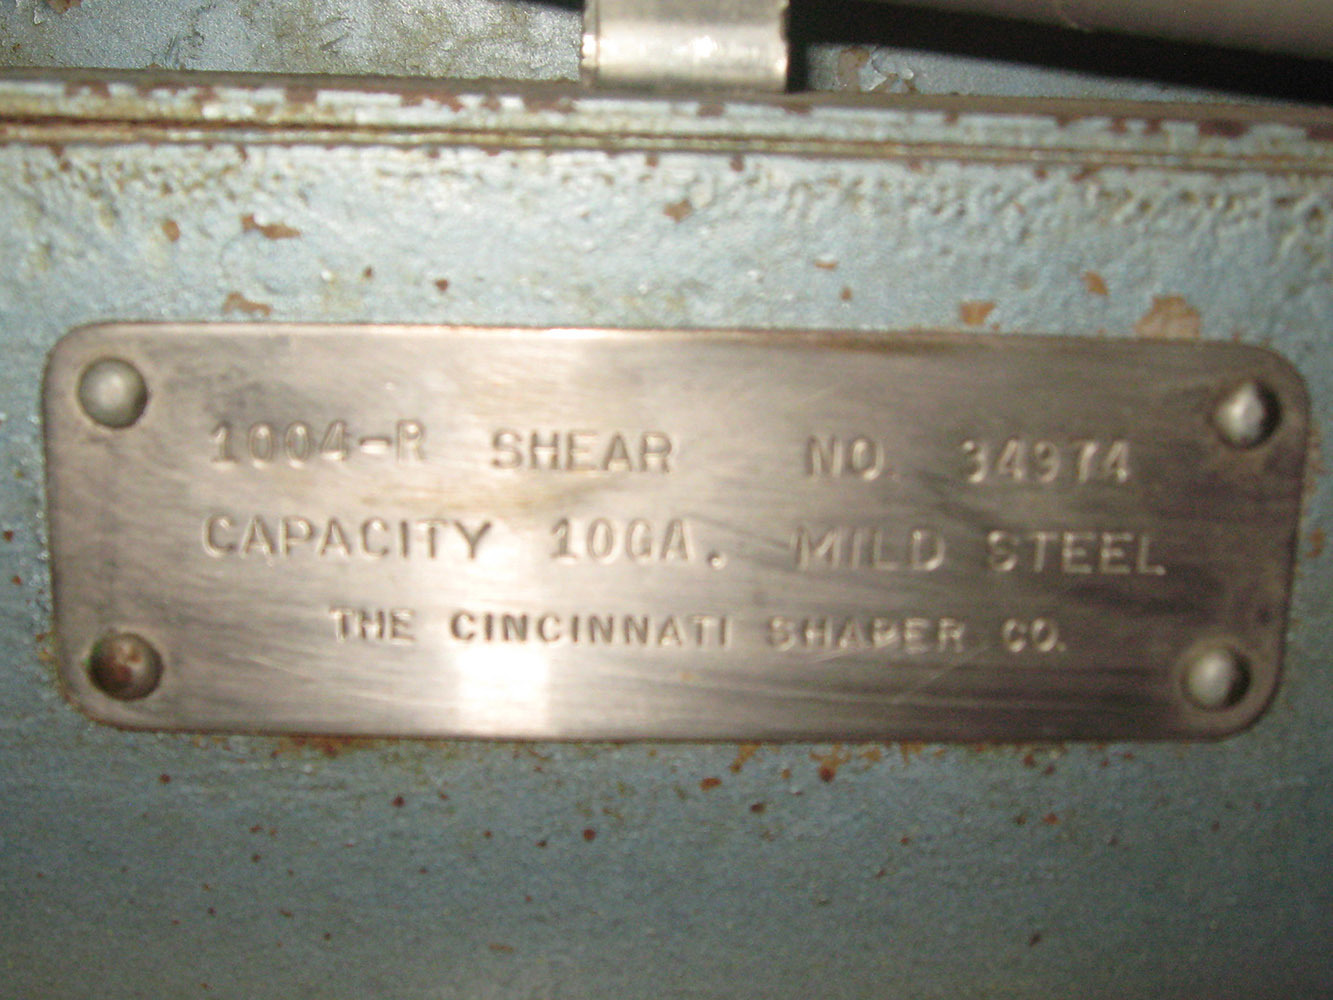 1004-R SHEAR NO. 34974
CAPACITY 10GA. MILD STEEL
THE CINCINNATI SHAPER CO.